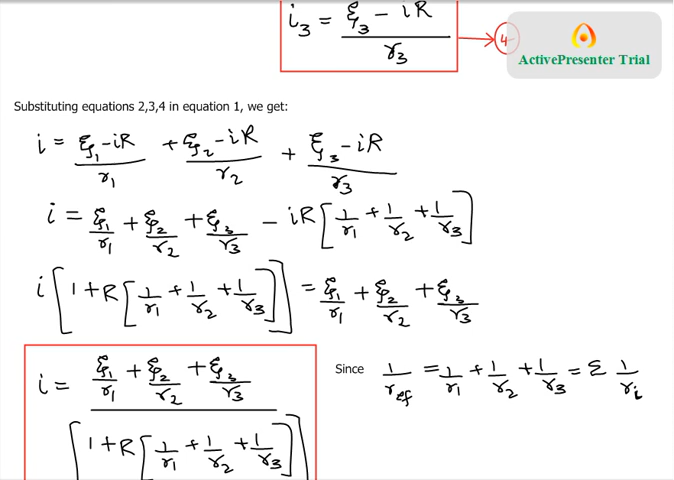 i₃ = ξ₃ - iR / r₃ → 4
ActivePresenter Trial
Substituting equations 2,3,4 in equation 1, we get:
i = ξ₁ - iR / r₁ + ξ₂ - iR / r₂ + ξ₃ - iR / r₃
i = ξ₁/r₁ + ξ₂/r₂ + ξ₃/r₃ - iR [ 1/r₁ + 1/r₂ + 1/r₃ ]
i [ 1 + R [ 1/r₁ + 1/r₂ + 1/r₃ ] ] = ξ₁/r₁ + ξ₂/r₂ + ξ₃/r₃
i = ξ₁/r₁ + ξ₂/r₂ + ξ₃/r₃ / [ 1 + R [ 1/r₁ + 1/r₂ + 1/r₃ ] ]
Since 1/r_ef = 1/r₁ + 1/r₂ + 1/r₃ = Σ 1/rᵢ